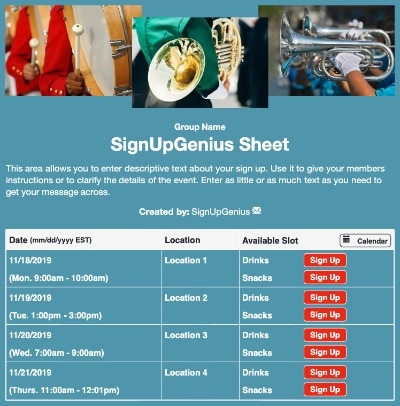 Group Name
SignUpGenius Sheet
This area allows you to enter descriptive text about your sign up. Use it to give your members
instructions or to clarify the details of the event. Enter as little or as much text as you need to
get your message across.
Created by: SignUpGenius
Date (mm/dd/yyyy EST) Location Available Slot Calendar
11/18/2019 Location 1 Drinks Sign Up
(Mon. 9:00am - 10:00am) Snacks Sign Up
11/19/2019 Location 2 Drinks Sign Up
(Tue. 1:00pm - 3:00pm) Snacks Sign Up
11/20/2019 Location 3 Drinks Sign Up
(Wed. 7:00am - 9:00am) Snacks Sign Up
11/21/2019 Location 4 Drinks Sign Up
(Thurs. 11:00am - 12:01pm) Snacks Sign Up